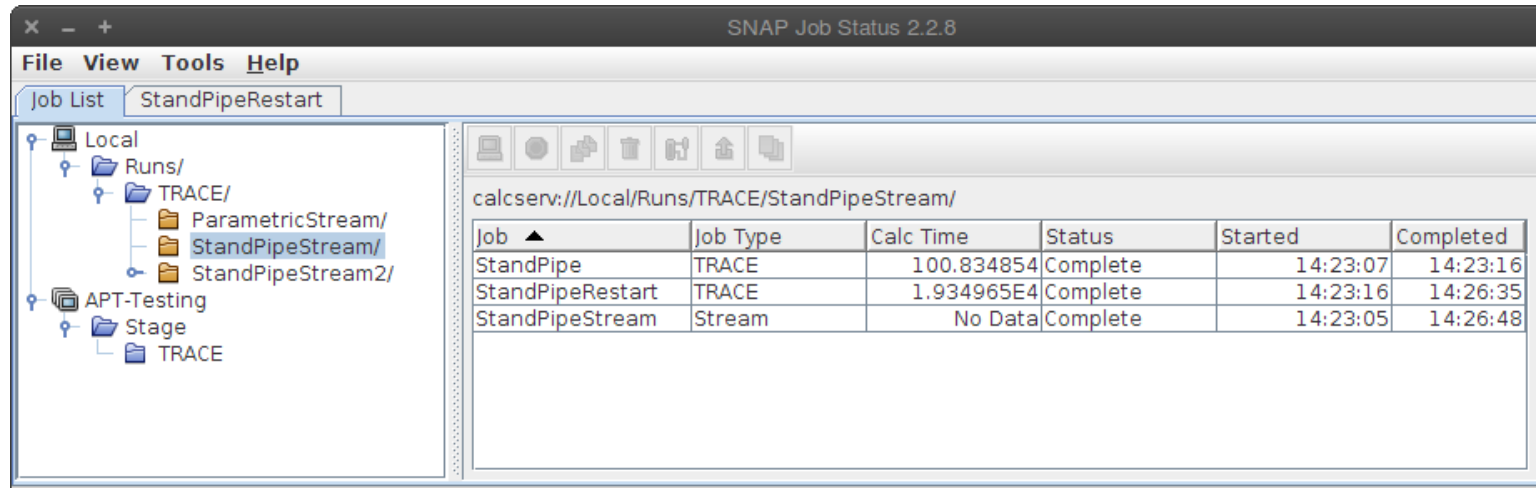 SNAP Job Status 2.2.8
File View Tools Help
Job List StandPipeRestart
Local
Runs/
TRACE/
ParametricStream/
StandPipeStream/
StandPipeStream2/
APT-Testing
Stage
TRACE
calcserv://Local/Runs/TRACE/StandPipeStream/
Job Job Type Calc Time Status Started Completed
StandPipe TRACE 100.834854 Complete 14:23:07 14:23:16
StandPipeRestart TRACE 1.934965E4 Complete 14:23:16 14:26:35
StandPipeStream Stream No Data Complete 14:23:05 14:26:48